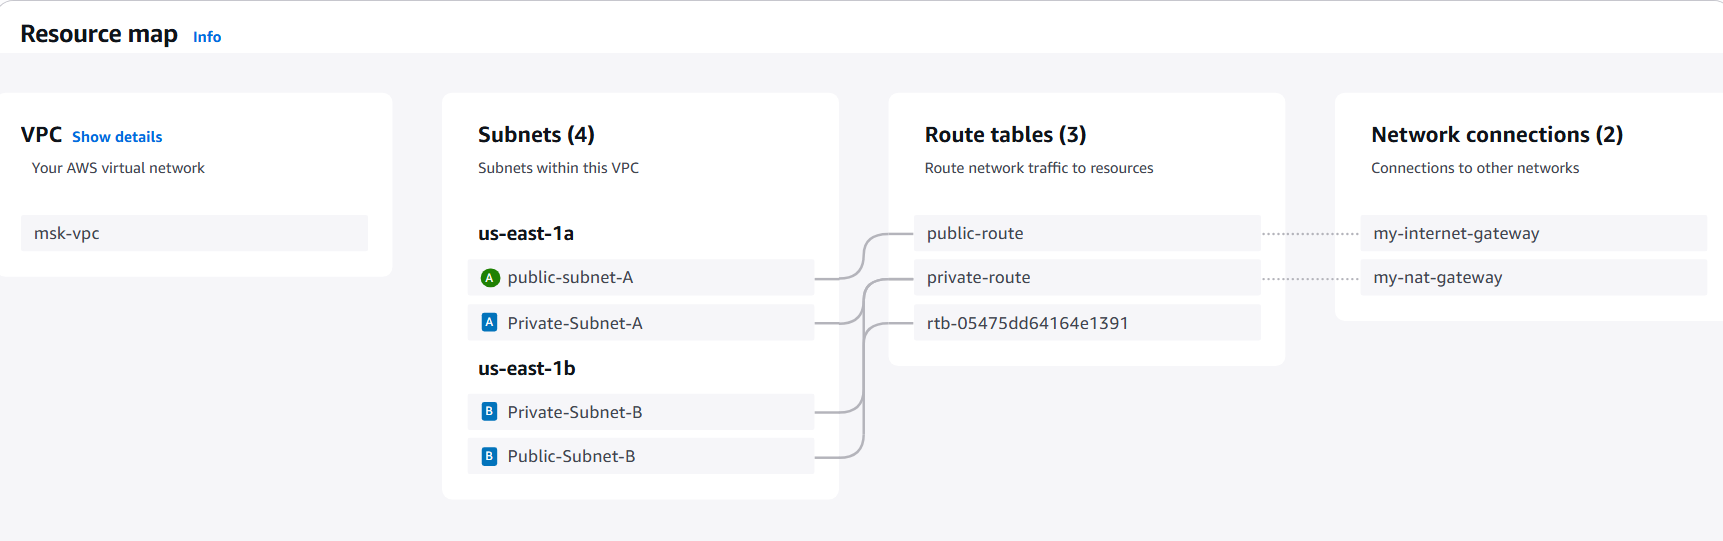 Resource map Info
VPC Show details
Your AWS virtual network
msk-vpc
Subnets (4)
Subnets within this VPC
us-east-1a
A public-subnet-A
A Private-Subnet-A
us-east-1b
B Private-Subnet-B
B Public-Subnet-B
Route tables (3)
Route network traffic to resources
public-route
private-route
rtb-05475dd64164e1391
Network connections (2)
Connections to other networks
my-internet-gateway
my-nat-gateway